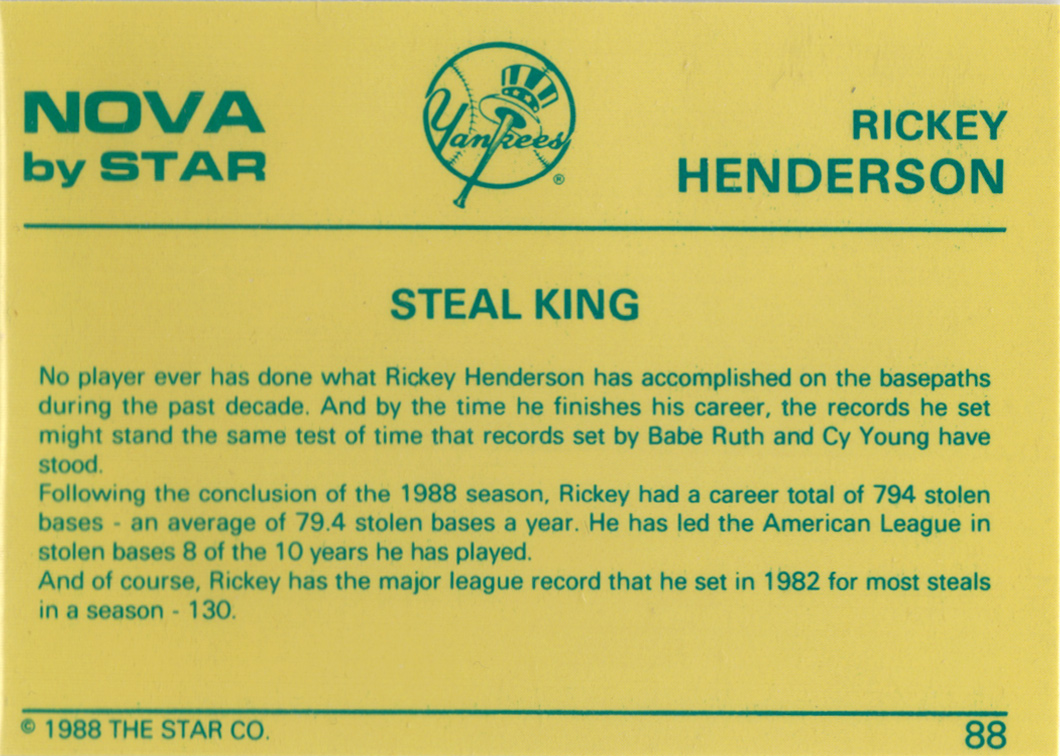 NOVA
by STAR
Yankees
®
RICKEY
HENDERSON
STEAL KING
No player ever has done what Rickey Henderson has accomplished on the basepaths
during the past decade. And by the time he finishes his career, the records he set
might stand the same test of time that records set by Babe Ruth and Cy Young have
stood.
Following the conclusion of the 1988 season, Rickey had a career total of 794 stolen
bases - an average of 79.4 stolen bases a year. He has led the American League in
stolen bases 8 of the 10 years he has played.
And of course, Rickey has the major league record that he set in 1982 for most steals
in a season - 130.
© 1988 THE STAR CO.
88